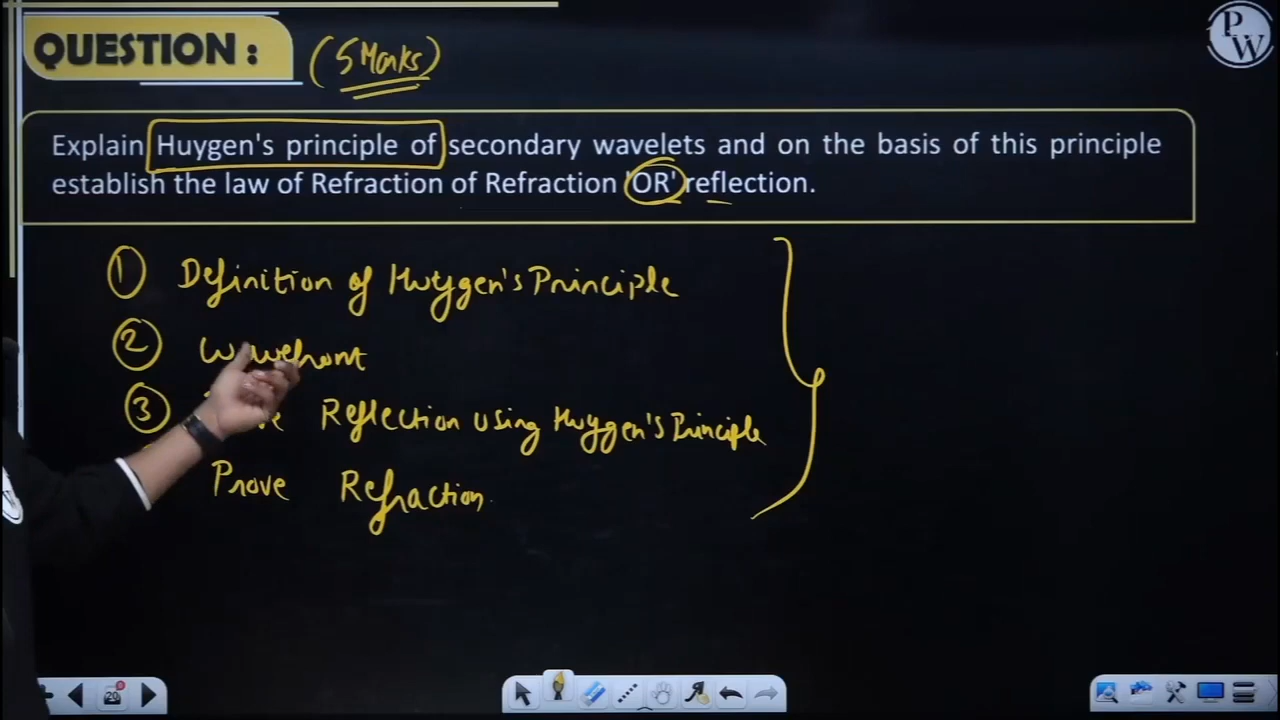 QUESTION : (5 Marks)
PW
Explain Huygen's principle of secondary wavelets and on the basis of this principle
establish the law of Refraction of Refraction 'OR' reflection.
① Definition of Huygen's Principle
② Wavefront
③ Reflection using Huygen's Principle
Prove Refraction.
20